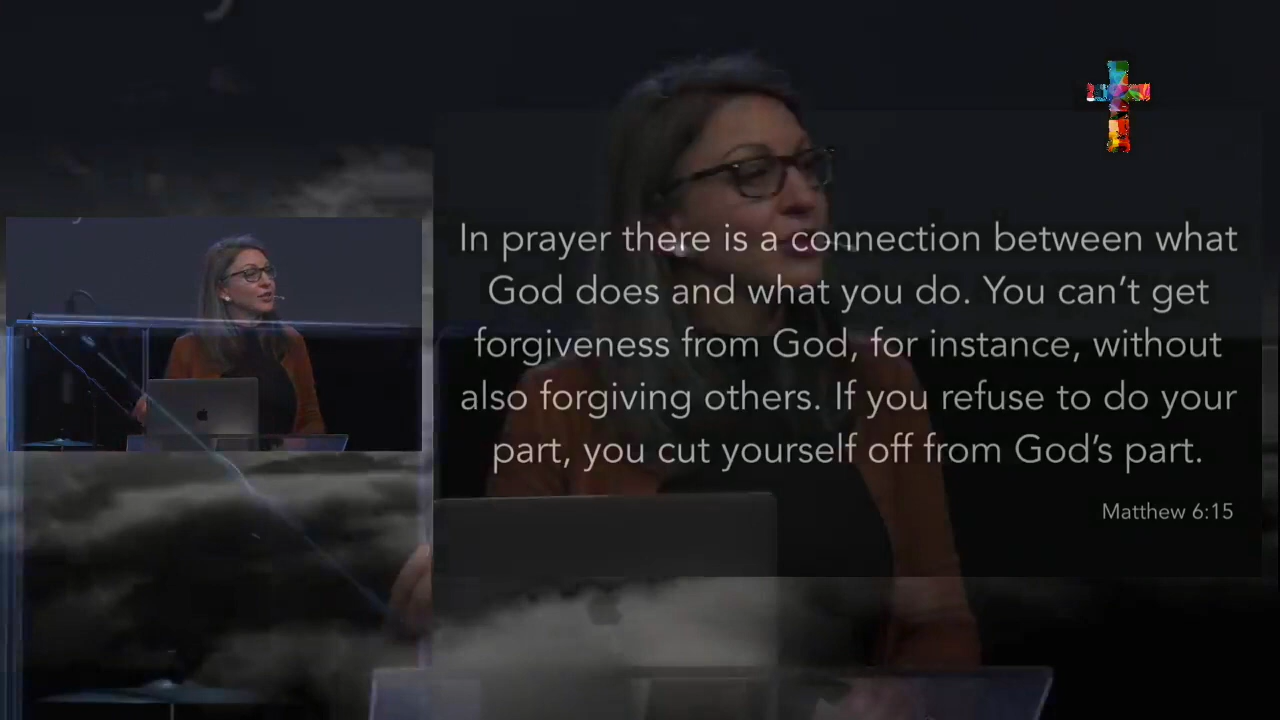 In prayer there is a connection between what
God does and what you do. You can’t get
forgiveness from God, for instance, without
also forgiving others. If you refuse to do your
part, you cut yourself off from God’s part.
Matthew 6:15